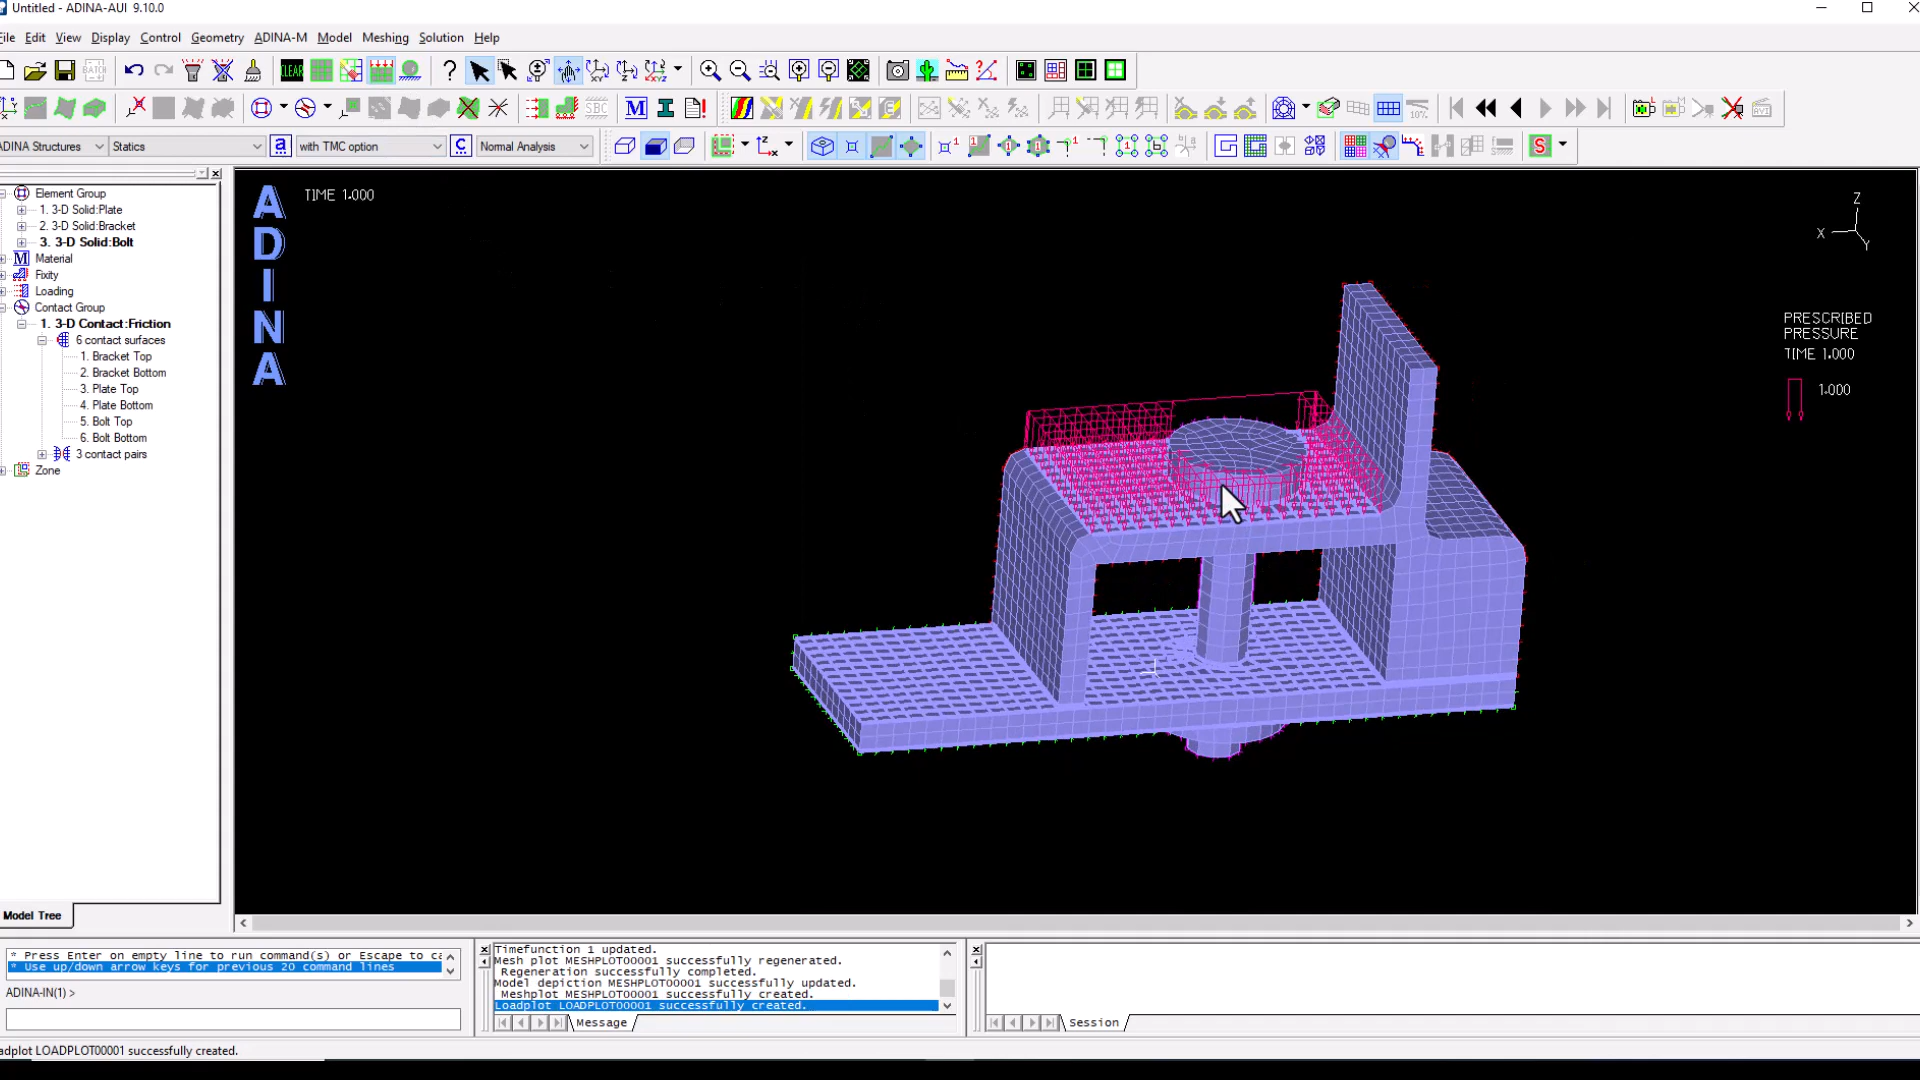 Untitled - ADINA-AUI 9.10.0
File Edit View Display Control Geometry ADINA-M Model Meshing Solution Help
CLEAR
BATCH
SBC
M
10%
AVI
ADINA Structures
Statics
a
with TMC option
C
Normal Analysis
S
Element Group
1. 3-D Solid:Plate
2. 3-D Solid:Bracket
3. 3-D Solid:Bolt
M Material
Fixity
Loading
Contact Group
1. 3-D Contact:Friction
6 contact surfaces
1. Bracket Top
2. Bracket Bottom
3. Plate Top
4. Plate Bottom
5. Bolt Top
6. Bolt Bottom
3 contact pairs
Zone
Model Tree
A
D
I
N
A
TIME 1.000
Z
X
Y
PRESCRIBED
PRESSURE
TIME 1.000
1.000
* Press Enter on empty line to run command(s) or Escape to ca
* Use up/down arrow keys for previous 20 command lines
ADINA-IN(1) >
Timefunction 1 updated.
Mesh plot MESHPLOT00001 successfully regenerated.
Regeneration successfully completed.
Model depiction MESHPLOT00001 successfully updated.
Meshplot MESHPLOT00001 successfully created.
Loadplot LOADPLOT00001 successfully created.
Message
Session
adplot LOADPLOT00001 successfully created.